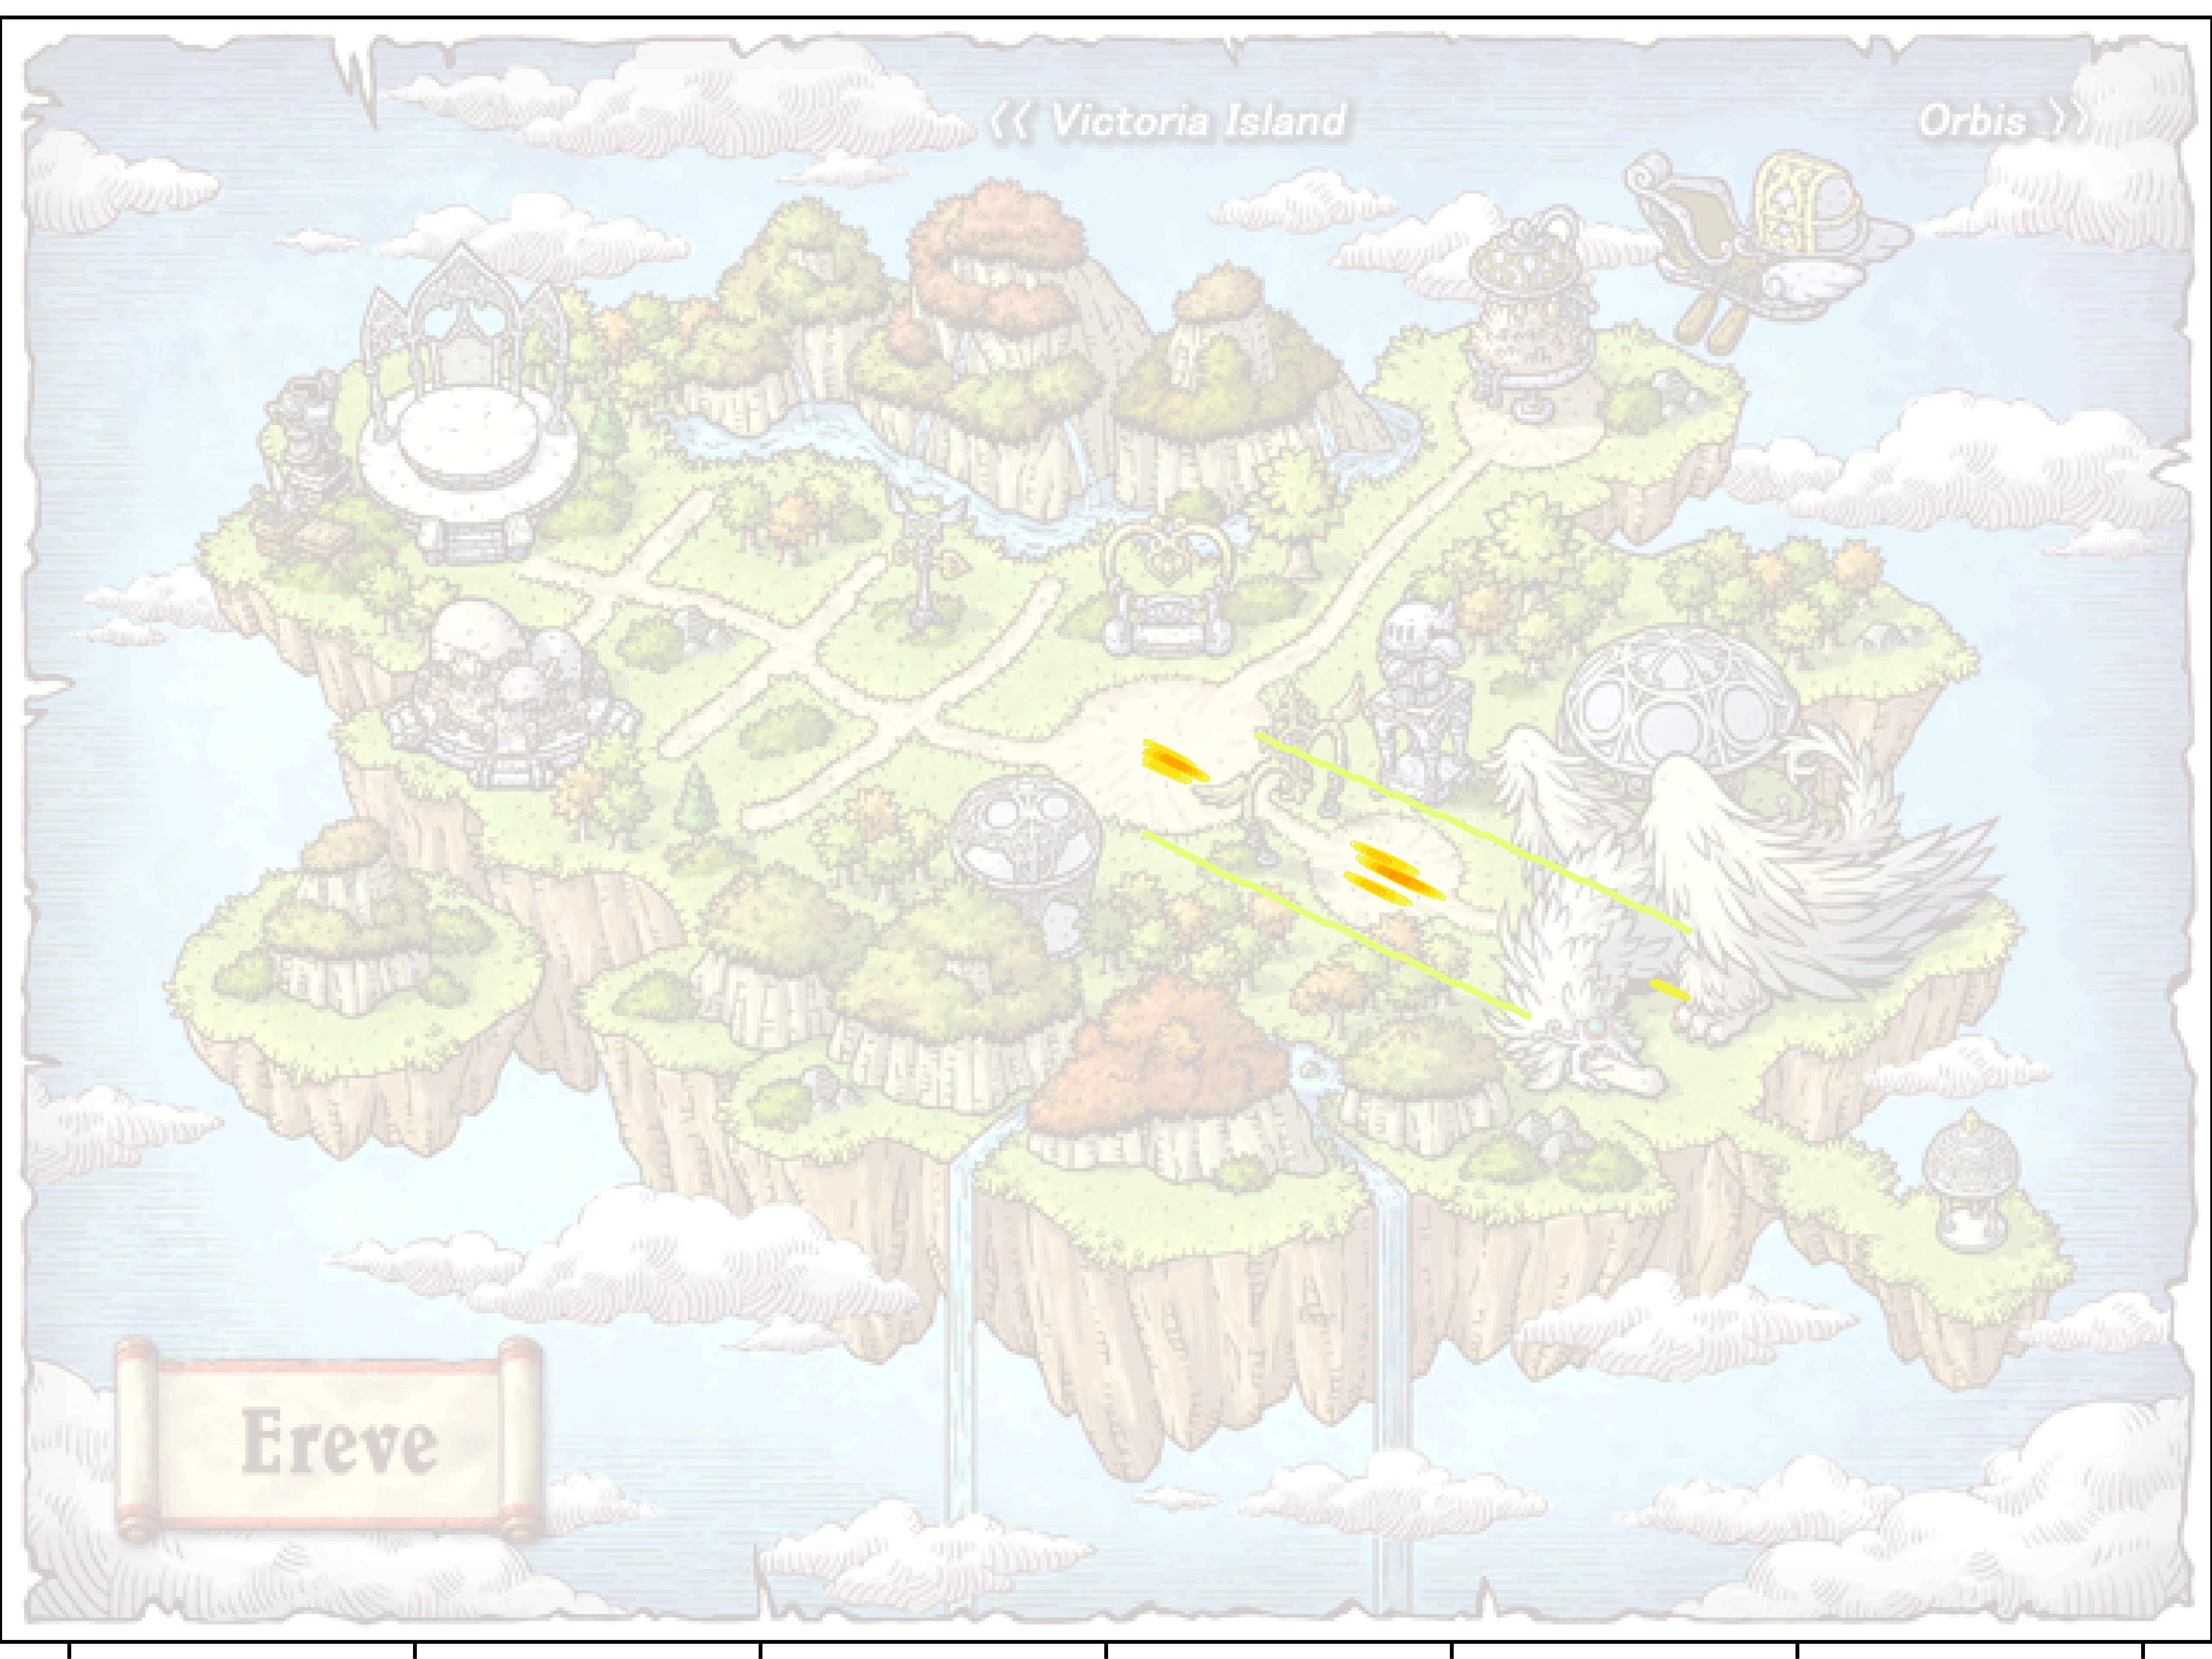 << Victoria Island
Orbis >>
Ereve